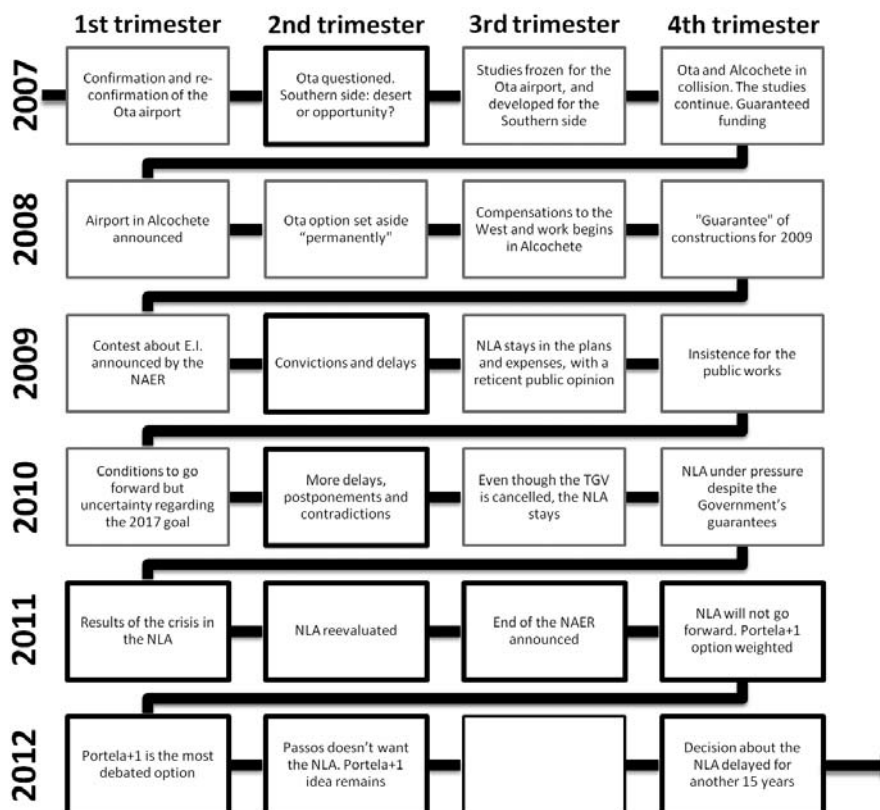 1st trimester 2nd trimester 3rd trimester 4th trimester
2007
Confirmation and re-
confirmation of the
Ota airport
Ota questioned.
Southern side: desert
or opportunity?
Studies frozen for the
Ota airport, and
developed for the
Southern side
Ota and Alcochete in
collision. The studies
continue. Guaranteed
funding
2008
Airport in Alcochete
announced
Ota option set aside
“permanently"
Compensations to the
West and work begins
in Alcochete
"Guarantee" of
constructions for 2009
2009
Contest about E.I.
announced by the
NAER
Convictions and delays
NLA stays in the plans
and expenses, with a
reticent public opinion
Insistence for the
public works
2010
Conditions to go
forward but
uncertainty regarding
the 2017 goal
More delays,
postponements and
contradictions
Even though the TGV
is cancelled, the NLA
stays
NLA under pressure
despite the
Government's
guarantees
2011
Results of the crisis in
the NLA
NLA reevaluated
End of the NAER
announced
NLA will not go
forward. Portela+1
option weighted
2012
Portela+1 is the most
debated option
Passos doesn't want
the NLA. Portela+1
idea remains
Decision about the
NLA delayed for
another 15 years